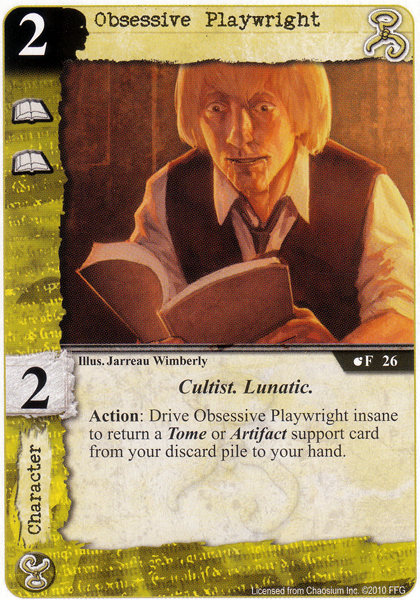 2
Obsessive Playwright
Illus. Jarreau Wimberly
F 26
2
Cultist. Lunatic.
Action: Drive Obsessive Playwright insane
to return a Tome or Artifact support card
from your discard pile to your hand.
Character
Licensed from Chaosium Inc. ©2010 FFG